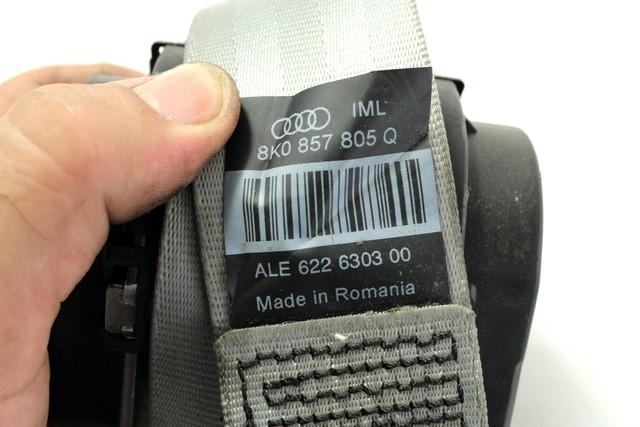 IML
8K0 857 805 Q
ALE 622 6303 00
Made in Romania